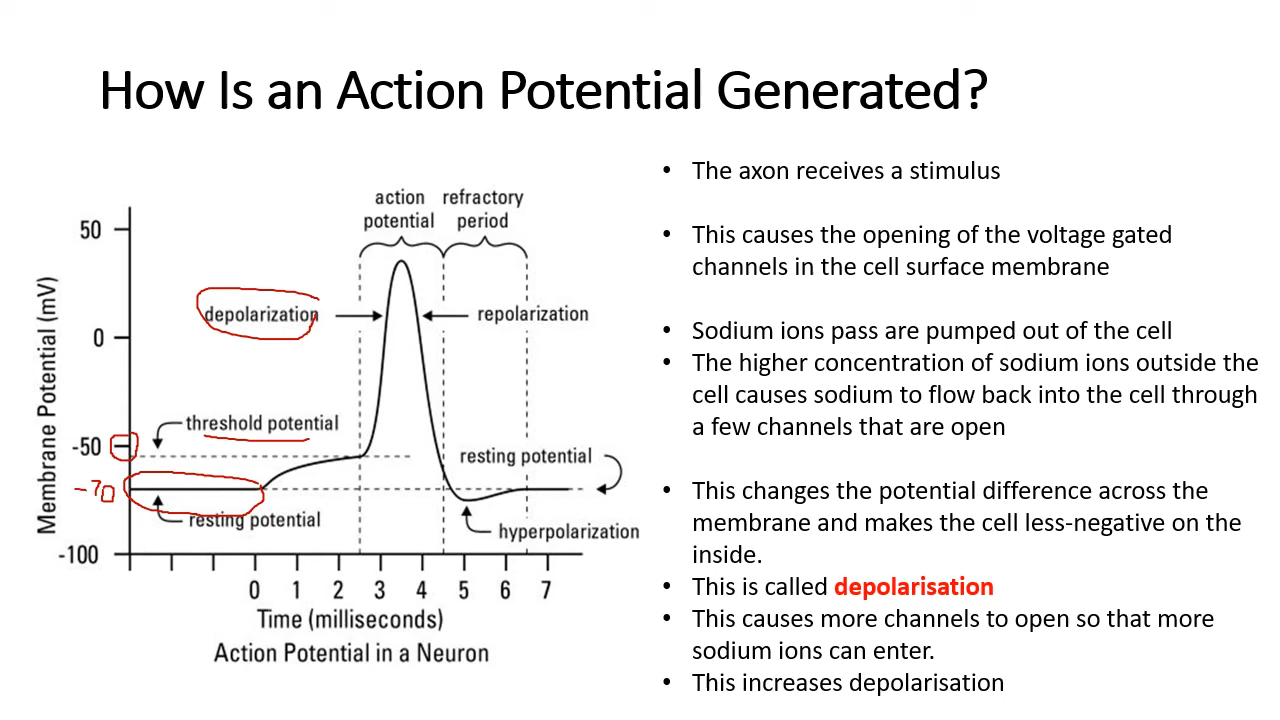 How Is an Action Potential Generated?
action
potential
refractory
period
50
0
-50
-70
-100
Membrane Potential (mV)
depolarization
repolarization
threshold potential
resting potential
resting potential
hyperpolarization
0 1 2 3 4 5 6 7
Time (milliseconds)
Action Potential in a Neuron
• The axon receives a stimulus
• This causes the opening of the voltage gated
channels in the cell surface membrane
• Sodium ions pass are pumped out of the cell
• The higher concentration of sodium ions outside the
cell causes sodium to flow back into the cell through
a few channels that are open
• This changes the potential difference across the
membrane and makes the cell less-negative on the
inside.
• This is called depolarisation
• This causes more channels to open so that more
sodium ions can enter.
• This increases depolarisation